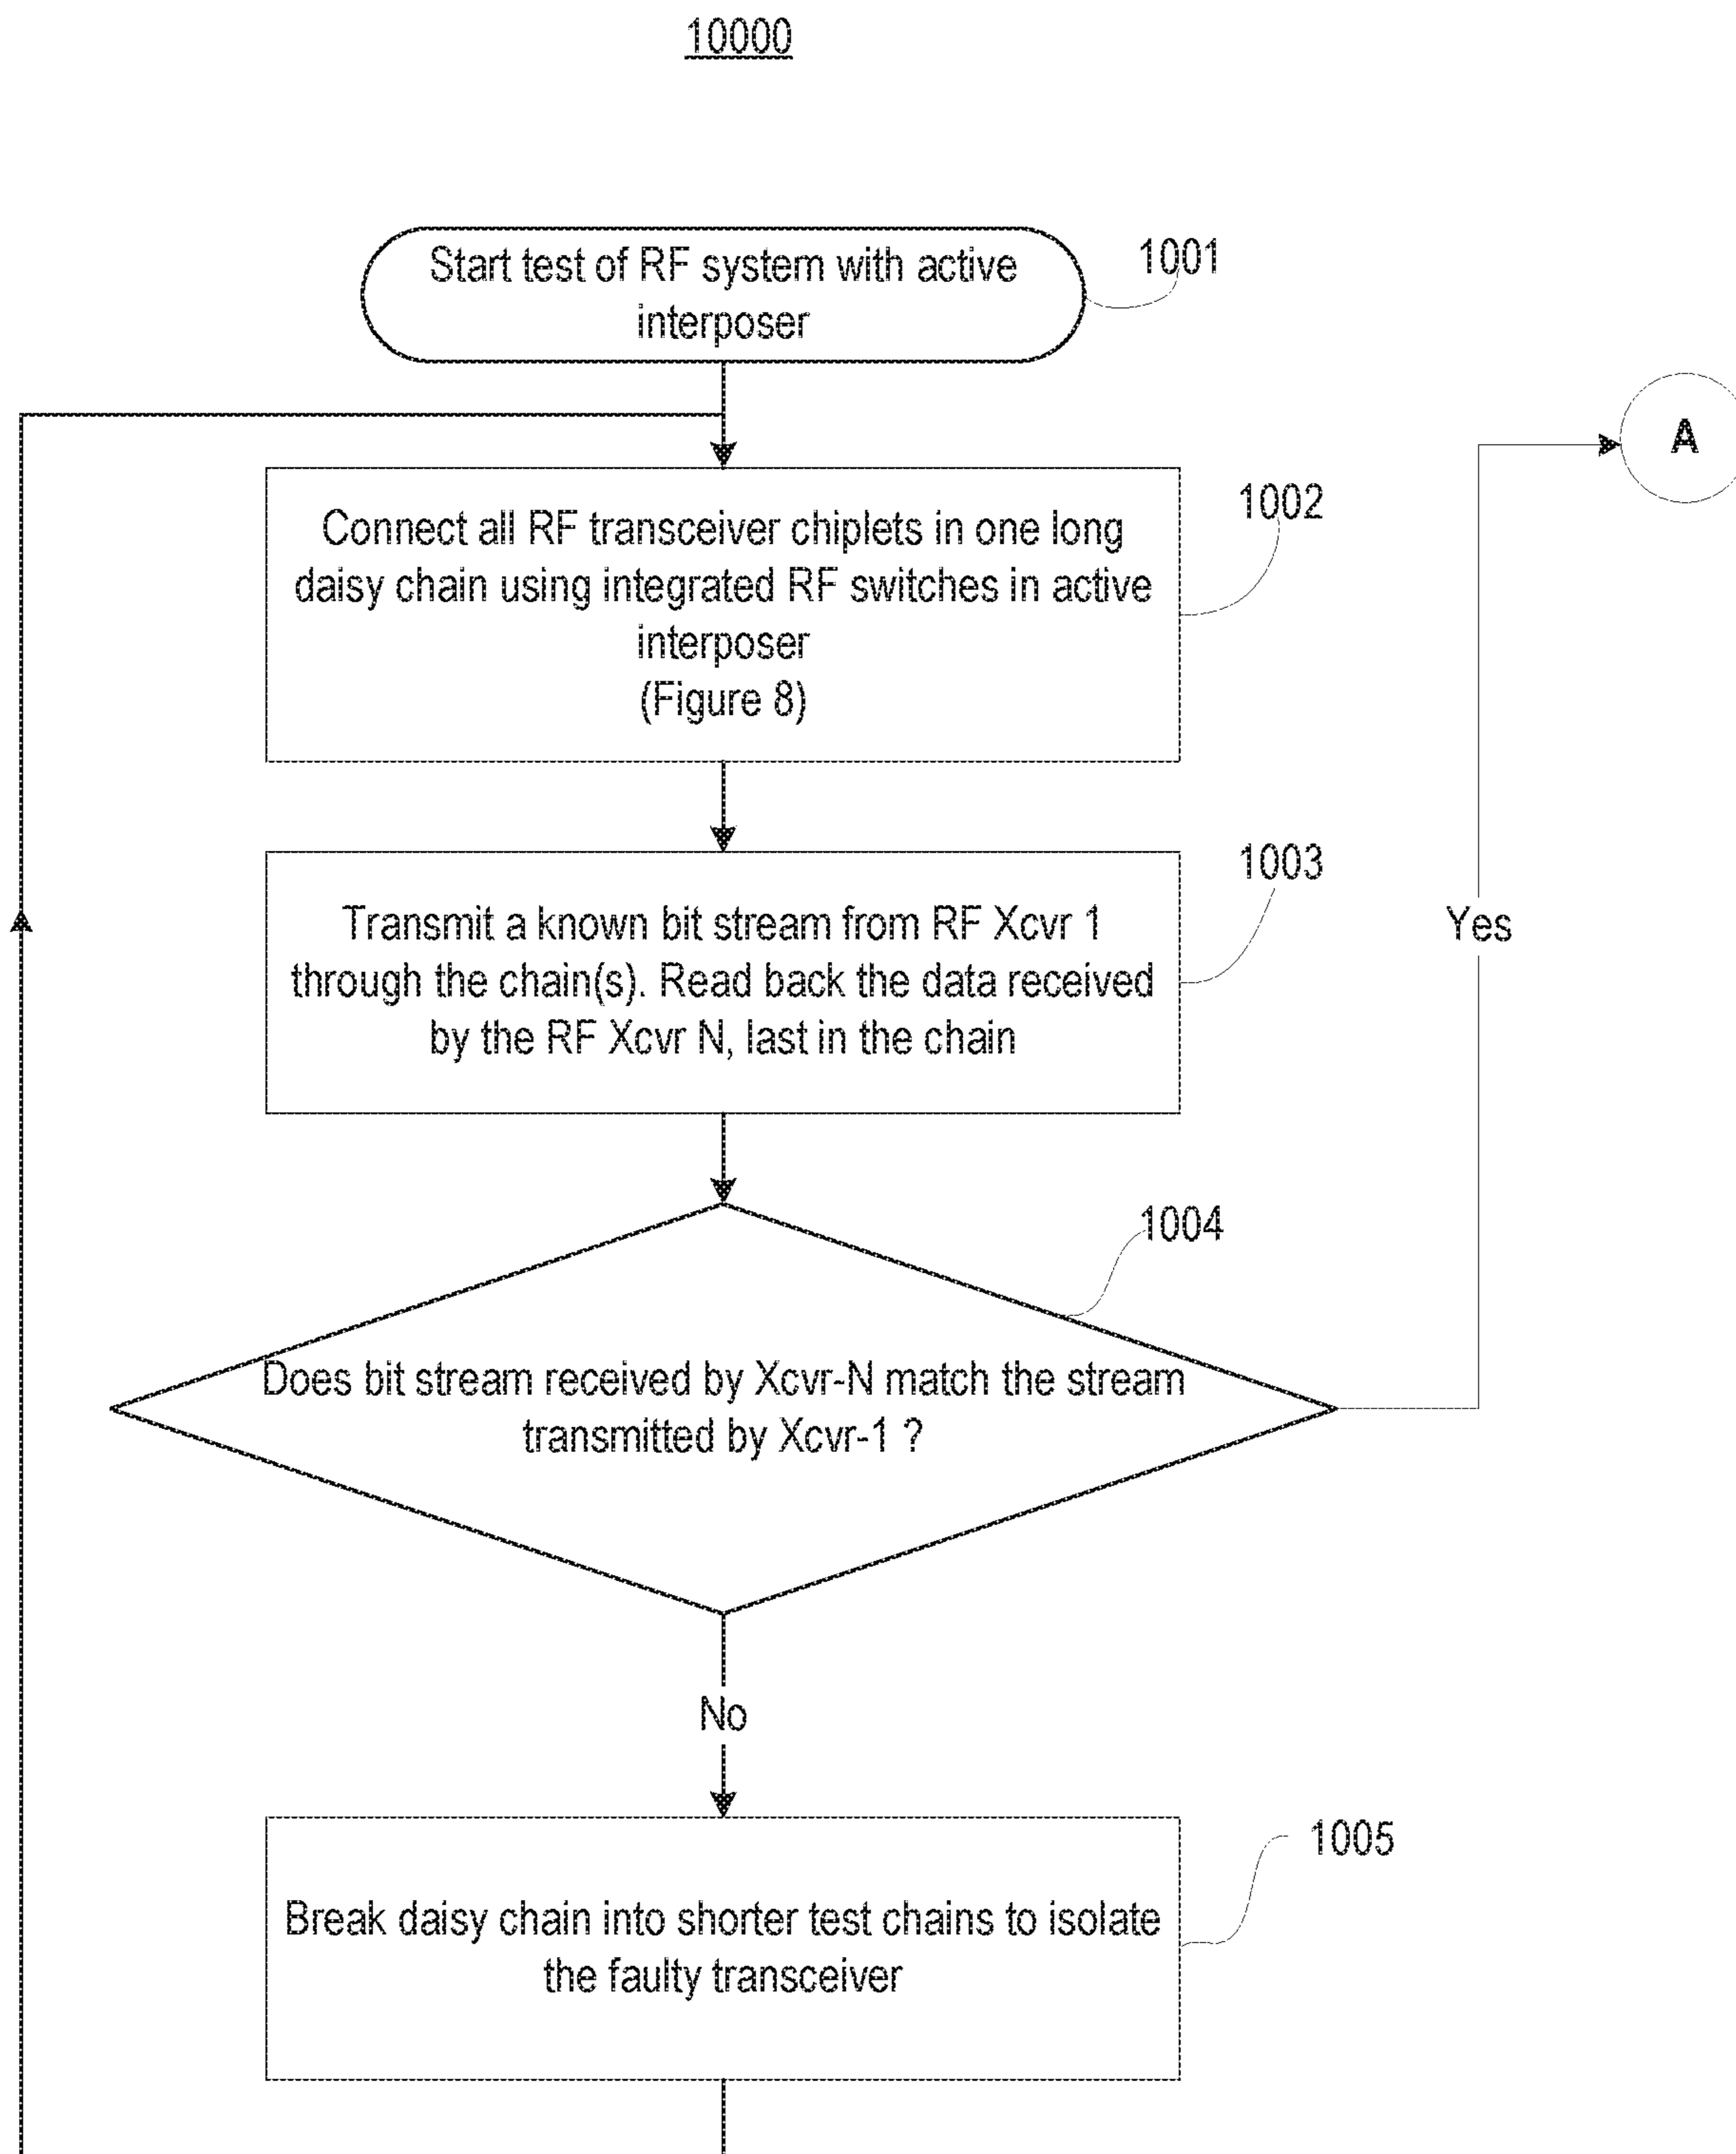 10000
Start test of RF system with active
interposer
1001
A
Connect all RF transceiver chiplets in one long
daisy chain using integrated RF switches in active
interposer
(Figure 8)
1002
Transmit a known bit stream from RF Xcvr 1
through the chain(s). Read back the data received
by the RF Xcvr N, last in the chain
1003
Yes
Does bit stream received by Xcvr-N match the stream
transmitted by Xcvr-1 ?
1004
No
Break daisy chain into shorter test chains to isolate
the faulty transceiver
1005